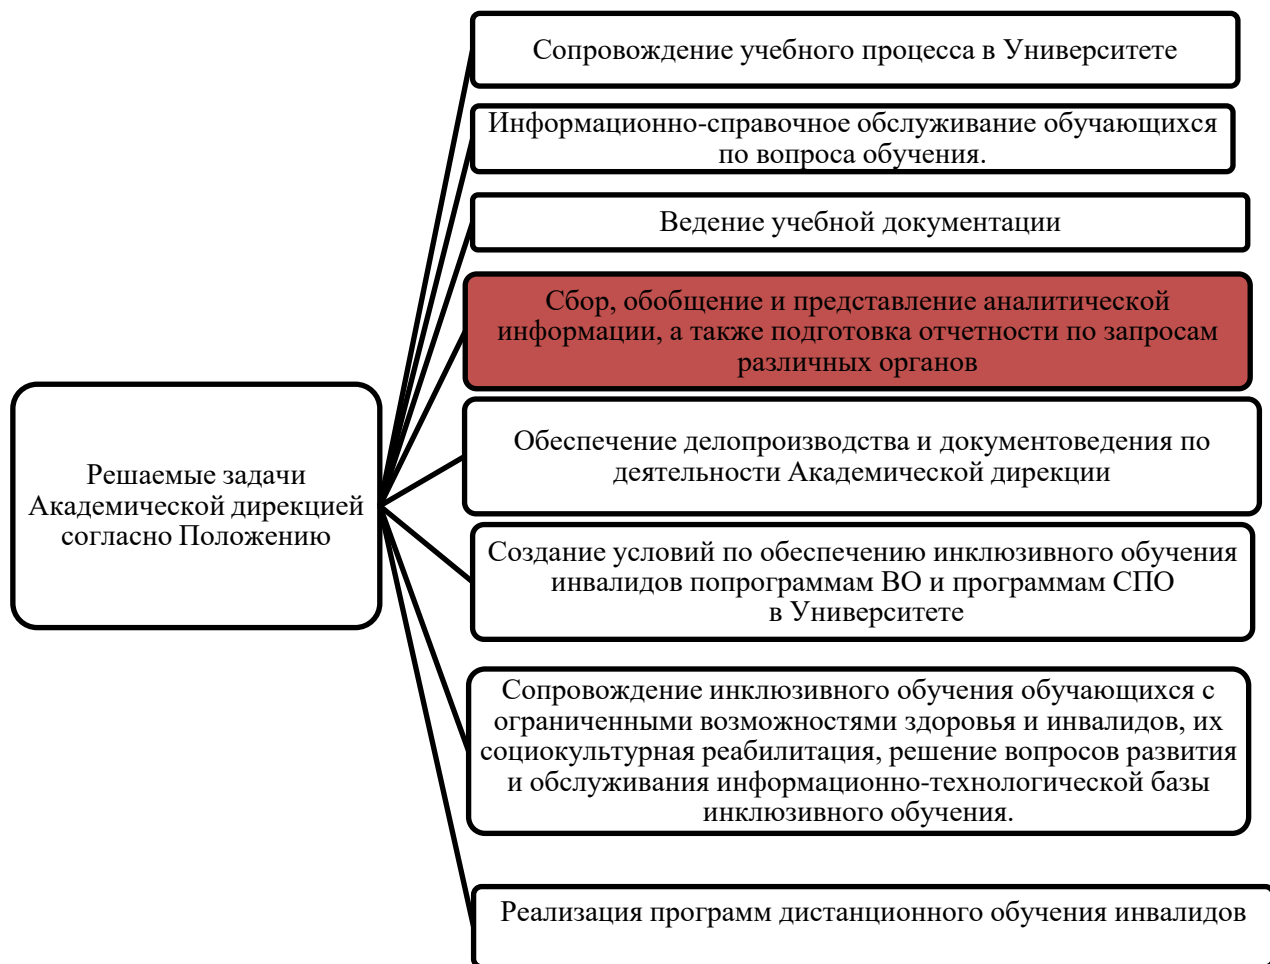 Сопровождение учебного процесса в Университете
Информационно-справочное обслуживание обучающихся
по вопроса обучения.
Ведение учебной документации
Сбор, обобщение и представление аналитической
информации, а также подготовка отчетности по запросам
различных органов
Решаемые задачи
Академической дирекцией
согласно Положению
Обеспечение делопроизводства и документоведения по
деятельности Академической дирекции
Создание условий по обеспечению инклюзивного обучения
инвалидов попрограммам ВО и программам СПО
в Университете
Сопровождение инклюзивного обучения обучающихся с
ограниченными возможностями здоровья и инвалидов, их
социокультурная реабилитация, решение вопросов развития
и обслуживания информационно-технологической базы
инклюзивного обучения.
Реализация программ дистанционного обучения инвалидов